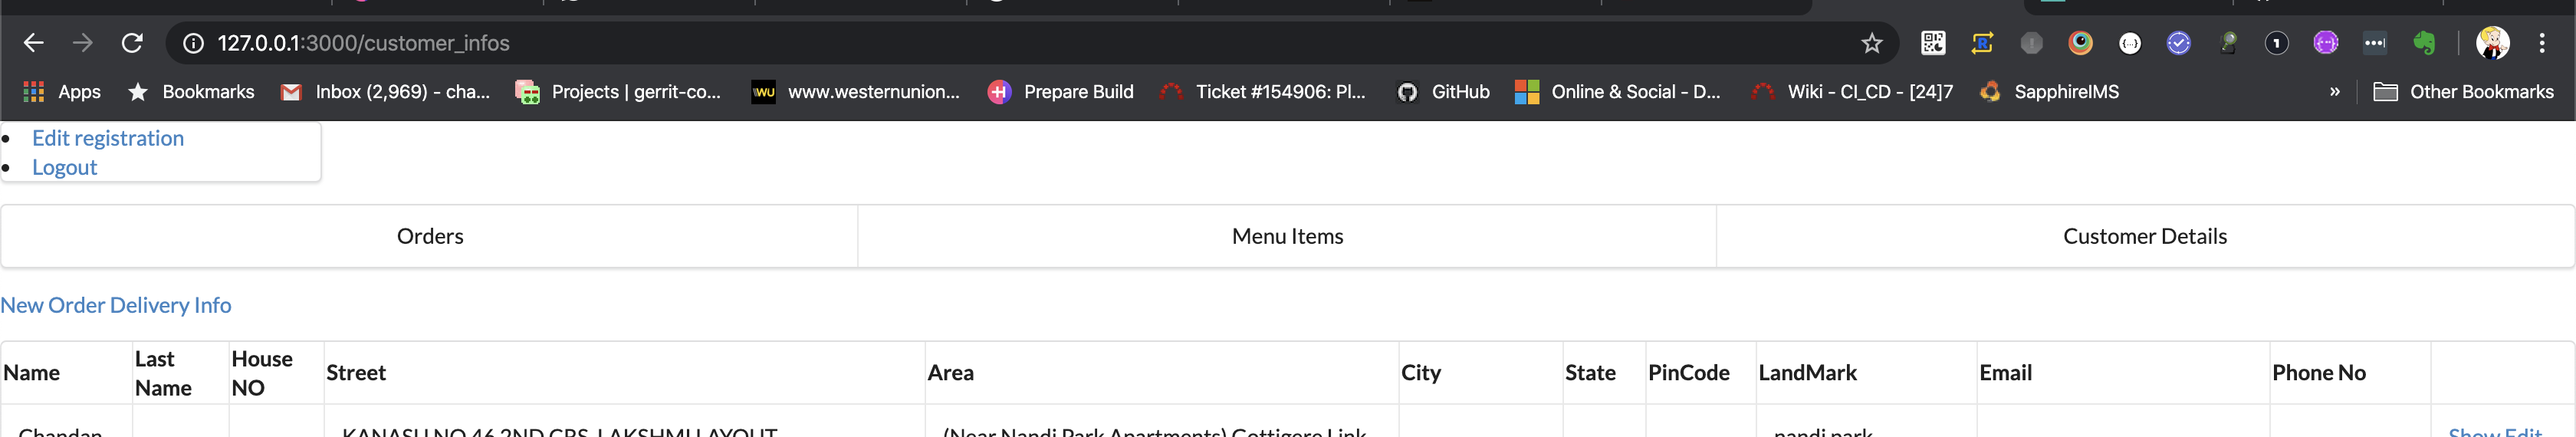 127.0.0.1:3000/customer_infos
Apps Bookmarks Inbox (2,969) - cha... Projects | gerrit-co... WU www.westernunion... H Prepare Build Ticket #154906: Pl... GitHub Online & Social - D... Wiki - CI_CD - [24]7 SapphireIMS » Other Bookmarks
Edit registration
Logout
Orders Menu Items Customer Details
New Order Delivery Info
Name Last Name House NO Street Area City State PinCode LandMark Email Phone No
Chandan KANASU NO 46 2ND CRS, LAKSHMI LAYOUT (Near Nandi Park Apartments) Gottigere Link nandi park Show Edit